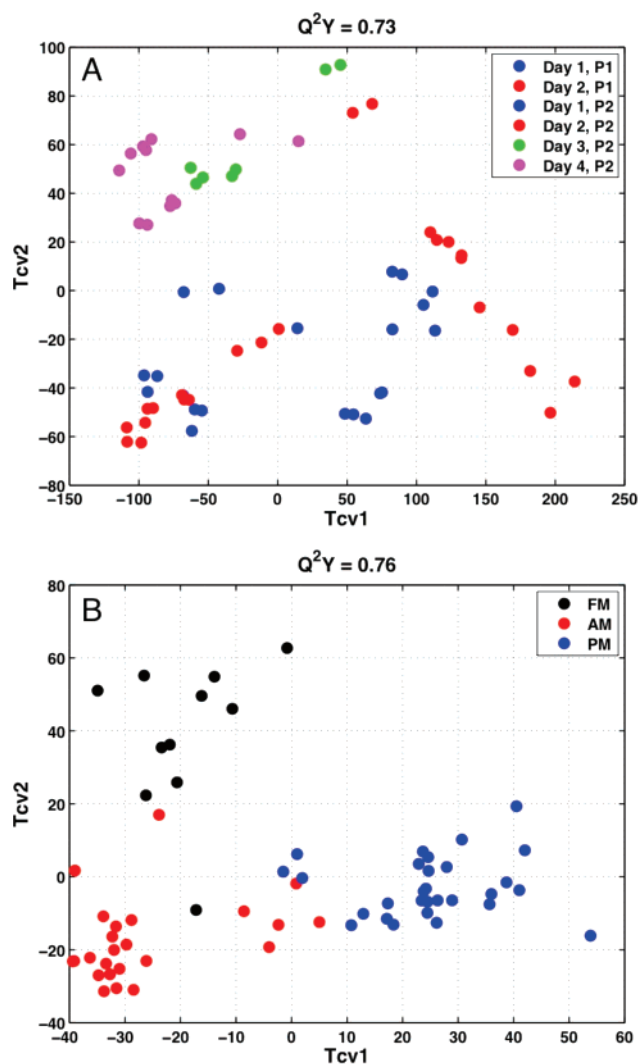 Q²Y = 0.73
A
Day 1, P1
Day 2, P1
Day 1, P2
Day 2, P2
Day 3, P2
Day 4, P2
Tcv2
100
80
60
40
20
0
−20
−40
−60
−80
−150 −100 −50 0 50 100 150 200 250
Tcv1
Q²Y = 0.76
B
FM
AM
PM
Tcv2
80
60
40
20
0
−20
−40
−40 −30 −20 −10 0 10 20 30 40 50 60
Tcv1